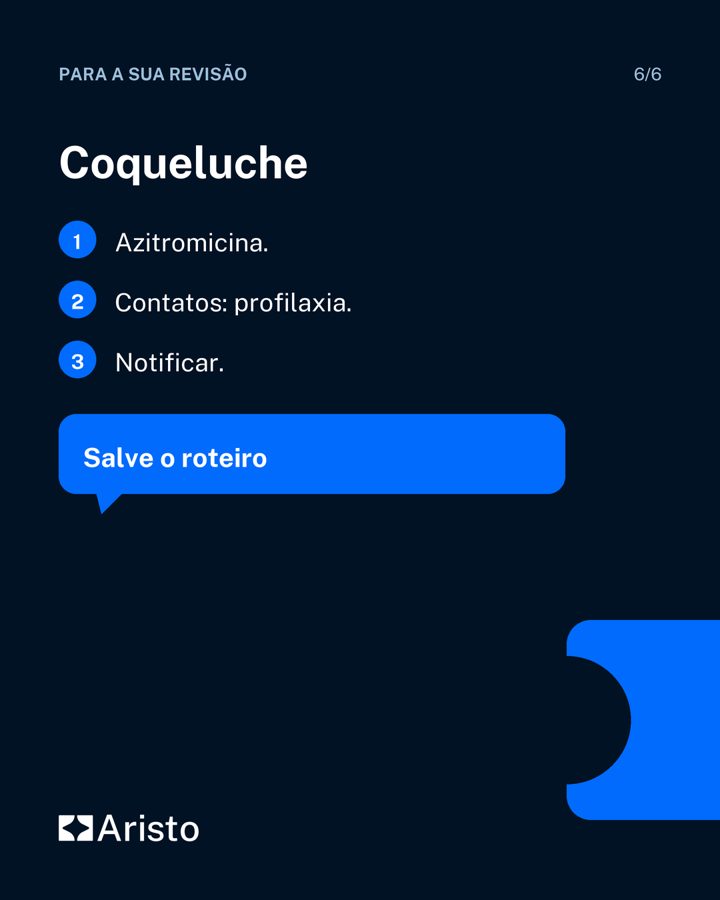 PARA A SUA REVISÃO
6/6
Coqueluche
1 Azitromicina.
2 Contatos: profilaxia.
3 Notificar.
Salve o roteiro
Aristo